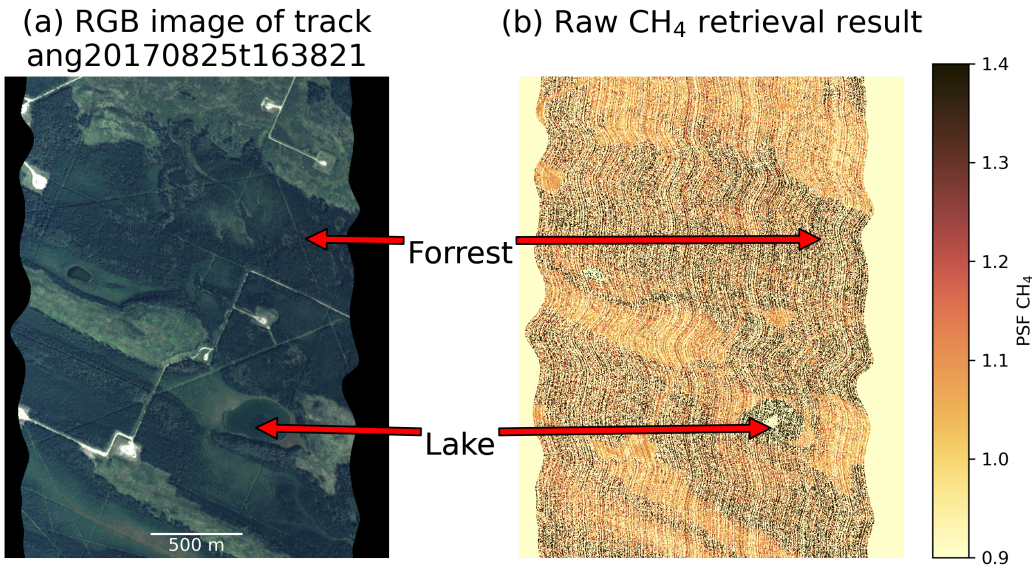 (a) RGB image of track
ang20170825t163821
(b) Raw CH₄ retrieval result
Forrest
Lake
500 m
1.4
1.3
1.2
1.1
1.0
0.9
PSF CH₄